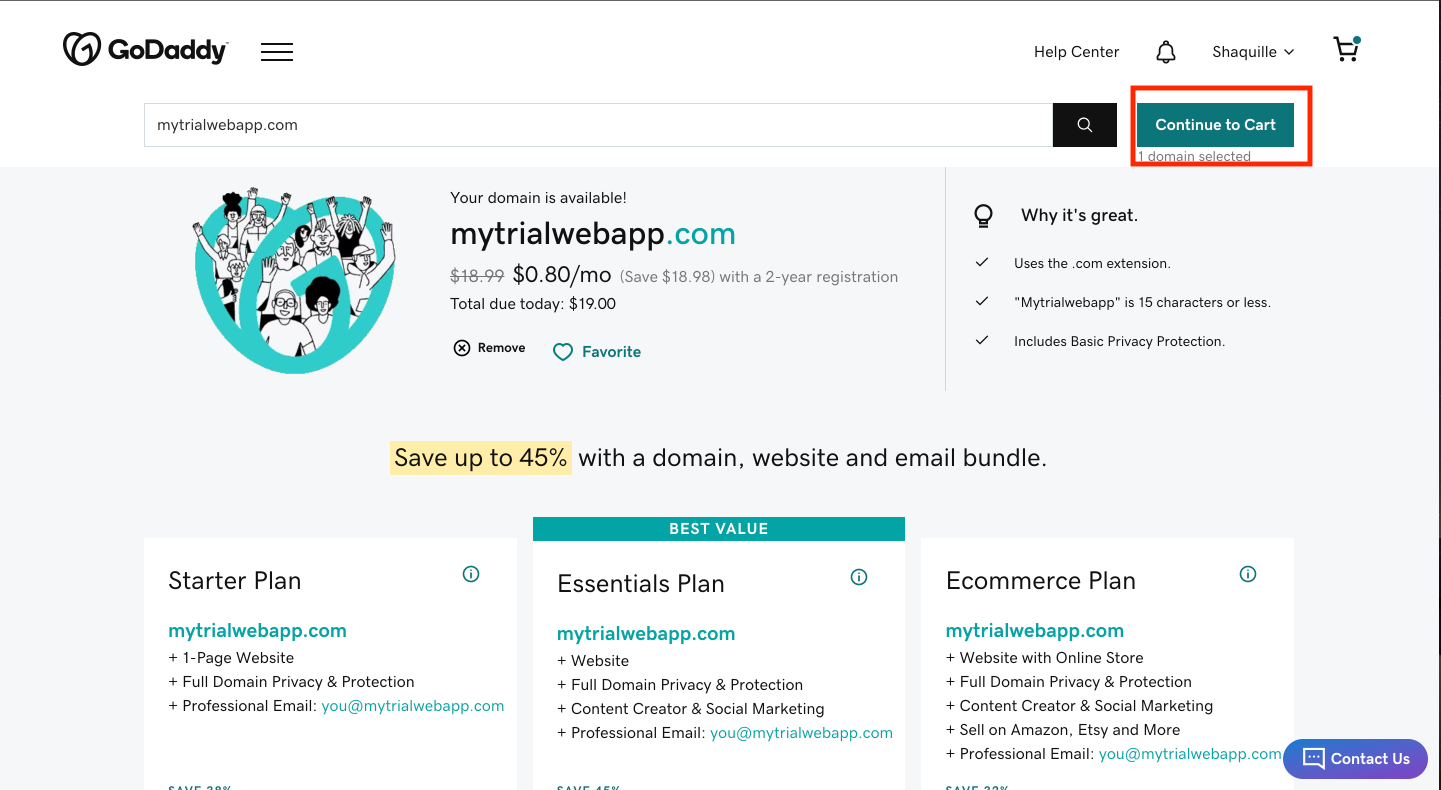 GoDaddy
Help Center
Shaquille
mytrialwebapp.com
Continue to Cart
1 domain selected
Your domain is available!
mytrialwebapp.com
$18.99 $0.80/mo (Save $18.98) with a 2-year registration
Total due today: $19.00
Remove
Favorite
Why it's great.
Uses the .com extension.
"Mytrialwebapp" is 15 characters or less.
Includes Basic Privacy Protection.
Save up to 45% with a domain, website and email bundle.
Starter Plan
mytrialwebapp.com
+ 1-Page Website
+ Full Domain Privacy & Protection
+ Professional Email: you@mytrialwebapp.com
SAVE 38%
BEST VALUE
Essentials Plan
mytrialwebapp.com
+ Website
+ Full Domain Privacy & Protection
+ Content Creator & Social Marketing
+ Professional Email: you@mytrialwebapp.com
SAVE 45%
Ecommerce Plan
mytrialwebapp.com
+ Website with Online Store
+ Full Domain Privacy & Protection
+ Content Creator & Social Marketing
+ Sell on Amazon, Etsy and More
+ Professional Email: you@mytrialwebapp.com
SAVE 32%
Contact Us